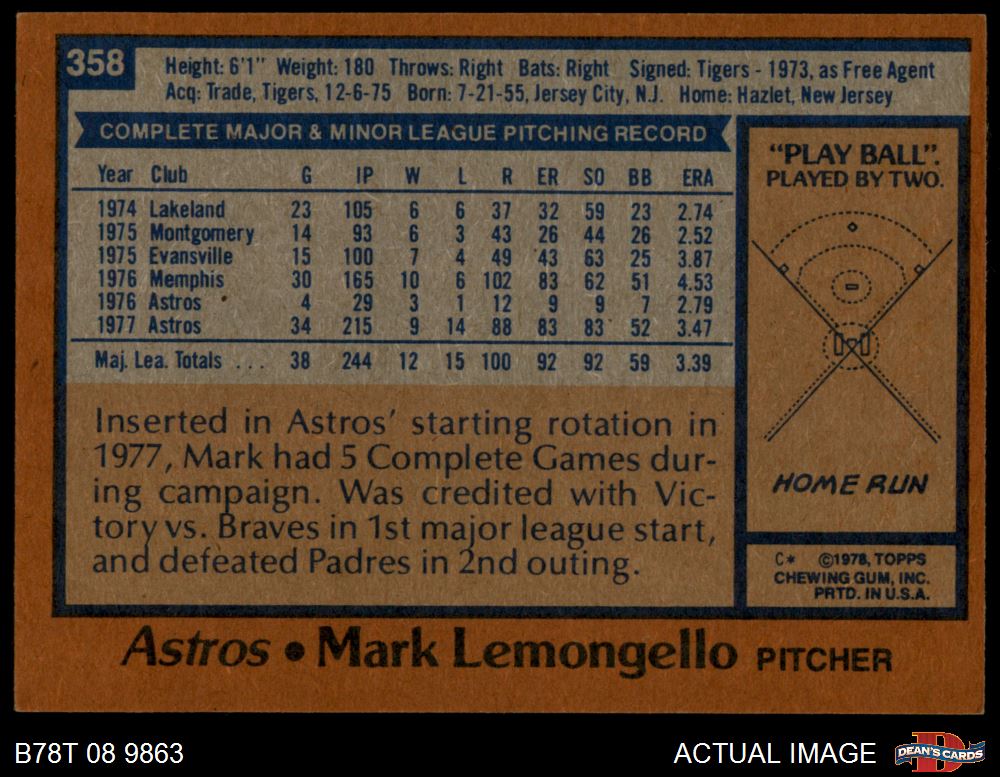 358
Height: 6'1" Weight: 180 Throws: Right Bats: Right Signed: Tigers - 1973, as Free Agent
Acq: Trade, Tigers, 12-6-75 Born: 7-21-55, Jersey City, N.J. Home: Hazlet, New Jersey
COMPLETE MAJOR & MINOR LEAGUE PITCHING RECORD
Year Club G IP W L R ER SO BB ERA
1974 Lakeland 23 105 6 6 37 32 59 23 2.74
1975 Montgomery 14 93 6 3 43 26 44 26 2.52
1975 Evansville 15 100 7 4 49 43 63 25 3.87
1976 Memphis 30 165 10 6 102 83 62 51 4.53
1976 Astros 4 29 3 1 12 9 9 7 2.79
1977 Astros 34 215 9 14 88 83 83 52 3.47
Maj. Lea. Totals ... 38 244 12 15 100 92 92 59 3.39
Inserted in Astros' starting rotation in
1977, Mark had 5 Complete Games dur-
ing campaign. Was credited with Vic-
tory vs. Braves in 1st major league start,
and defeated Padres in 2nd outing.
"PLAY BALL".
PLAYED BY TWO.
HOME RUN
C* ©1978, TOPPS
CHEWING GUM, INC.
PRTD. IN U.S.A.
Astros • Mark Lemongello PITCHER
B78T 08 9863
ACTUAL IMAGE
DEAN'S CARDS